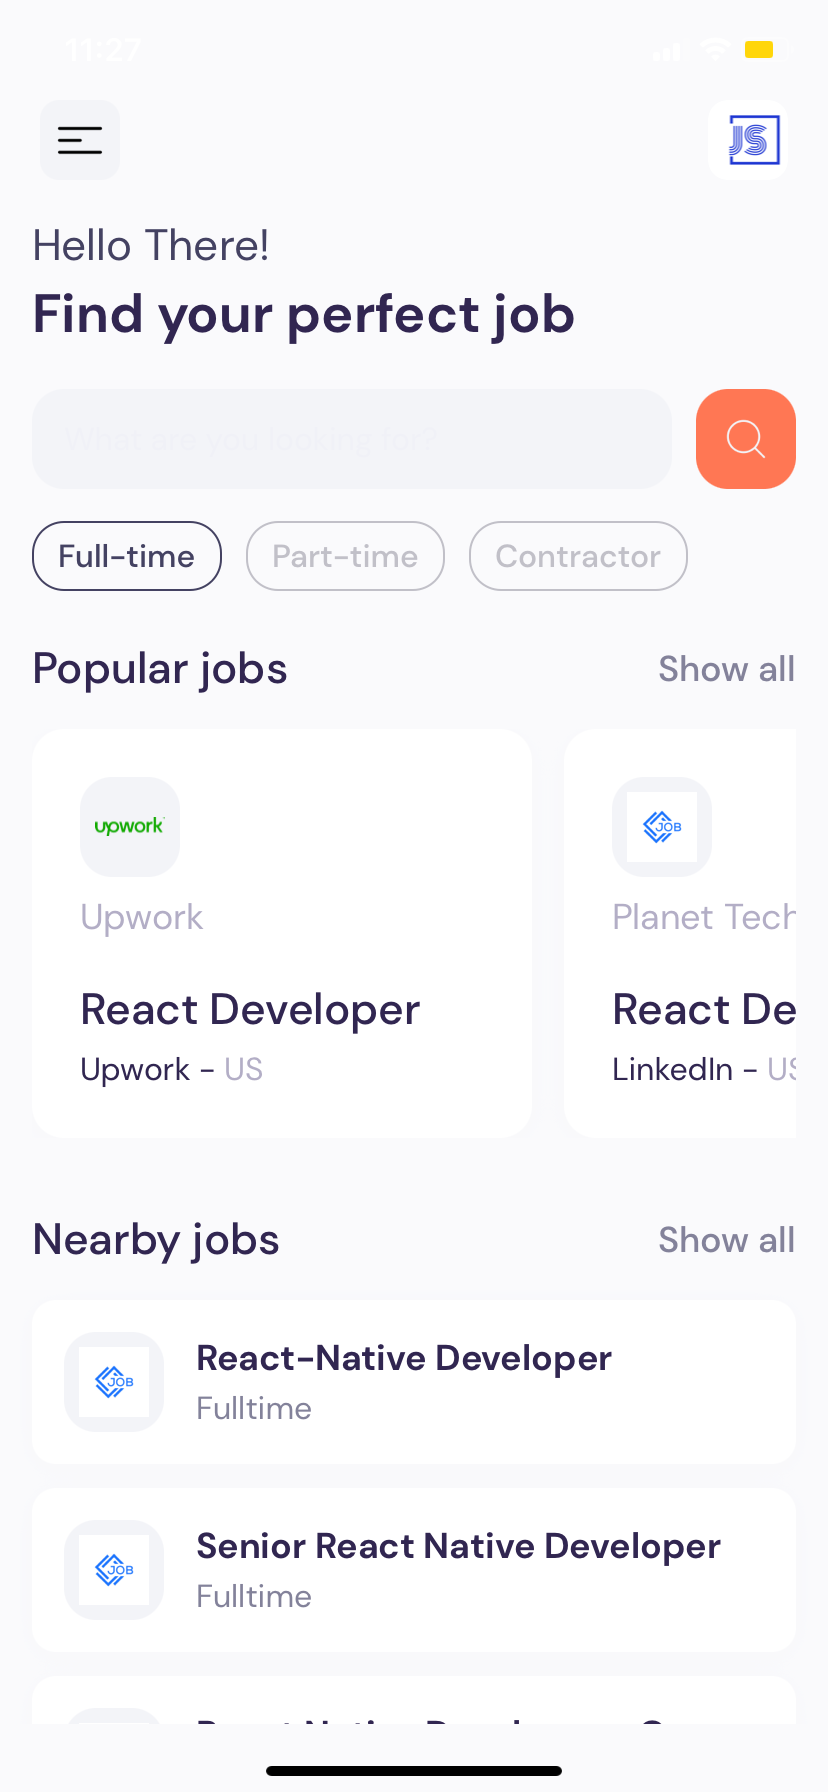 11:27
JS
Hello There!
Find your perfect job
What are you looking for?
Full-time Part-time Contractor
Popular jobs Show all
upwork JOB
Upwork Planet Tech
React Developer React De
Upwork - US LinkedIn - US
Nearby jobs Show all
JOB
React-Native Developer
Fulltime
JOB
Senior React Native Developer
Fulltime